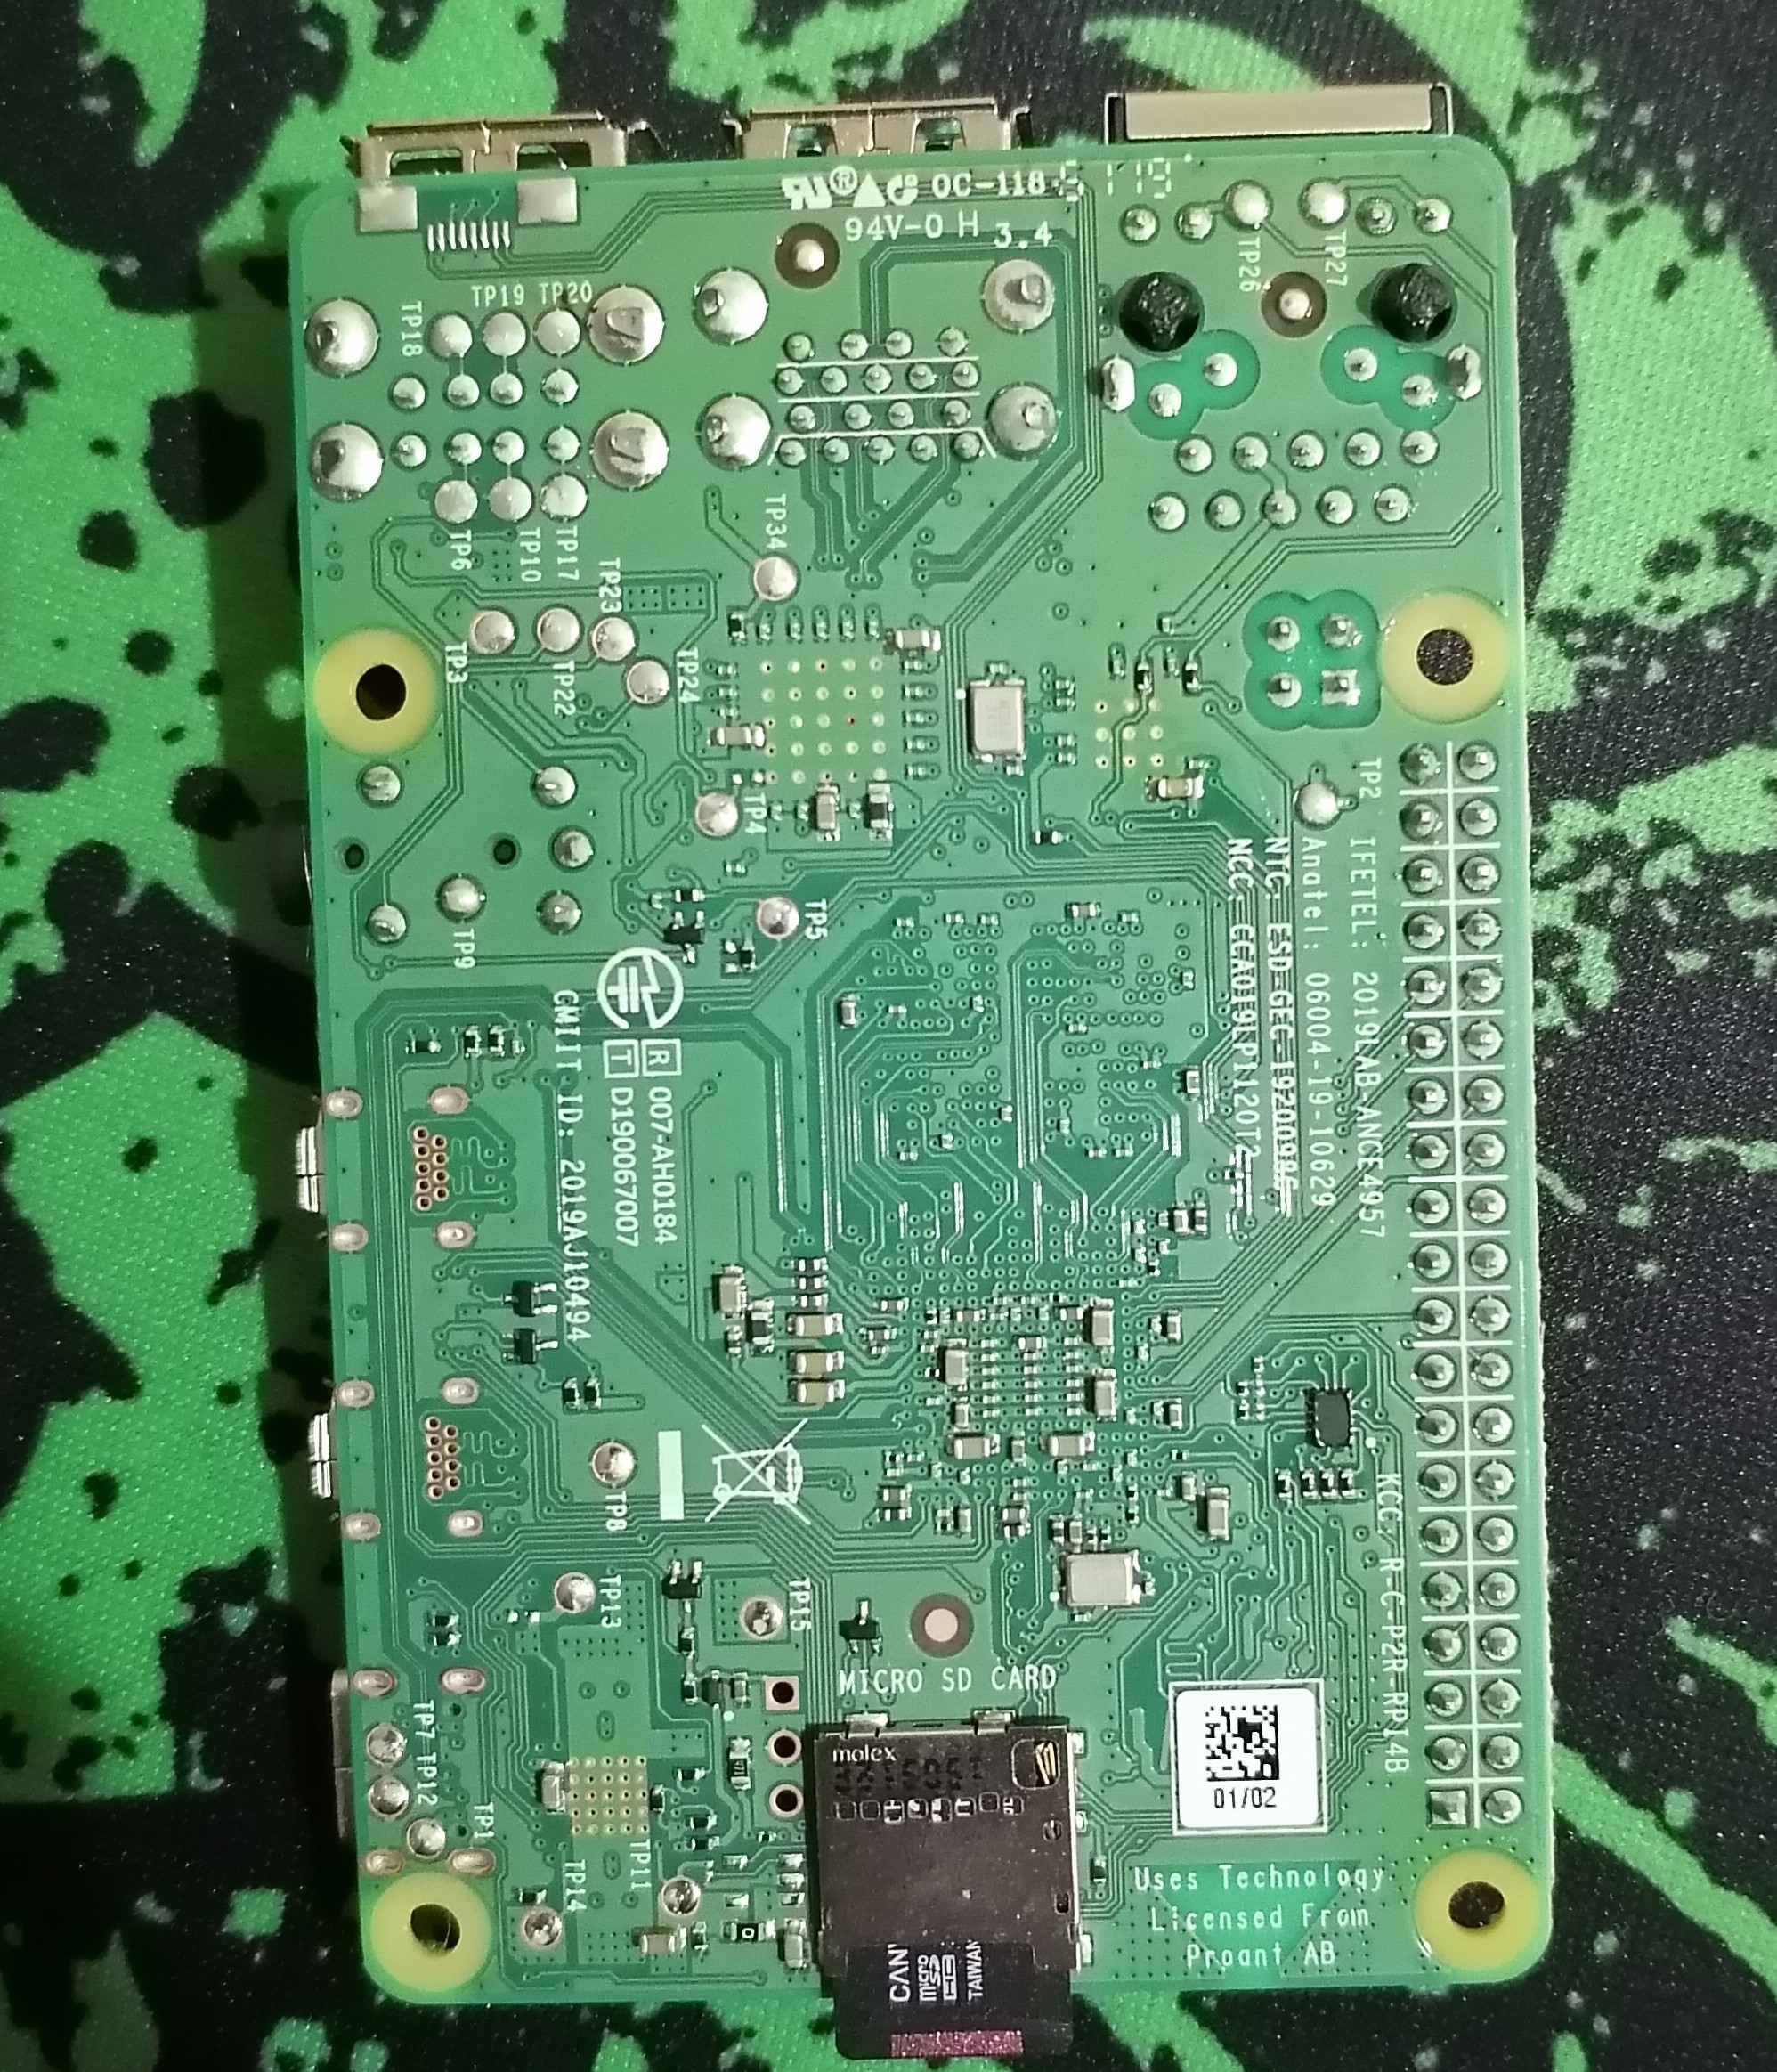 OC-118
94V-0 H 3.4
TP26
TP27
TP19 TP20
TP18
TP34
TP6
TP10
TP17
TP23
TP3
TP22
TP24
TP4
TP2
IFETEL: 2019LAB-ANCE4957
Anatel: 06004-19-10629
NTC: ESD-GEC-1920098G
NCC: CCAO19LP1120T2
TP5
TP9
R 007-AH0184
T D190067007
CMIIT ID: 2019AJ10494
TP8
TP13
TP15
KCC: R-C-P2R-RPI4B
MICRO SD CARD
molex
01/02
TP7 TP12
TP1
TP11
TP14
Uses Technology
Licensed From
Proant AB
CAN
micro
SD
HC
TAIWAN